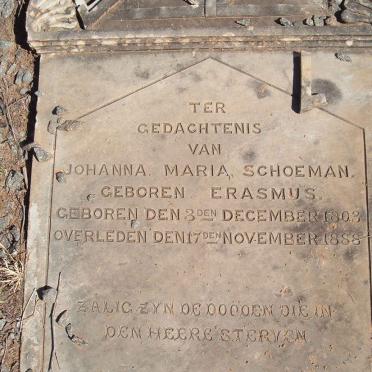 TER
GEDACHTENIS
VAN
JOHANNA. MARIA. SCHOEMAN.
GEBOREN ERASMUS.
GEBOREN DEN 3DEN DECEMBER 1803
OVERLEDEN DEN 17DEN NOVEMBER 1888
ZALIG ZYN DE DOODEN DIE IN
DEN HEERE STERVEN